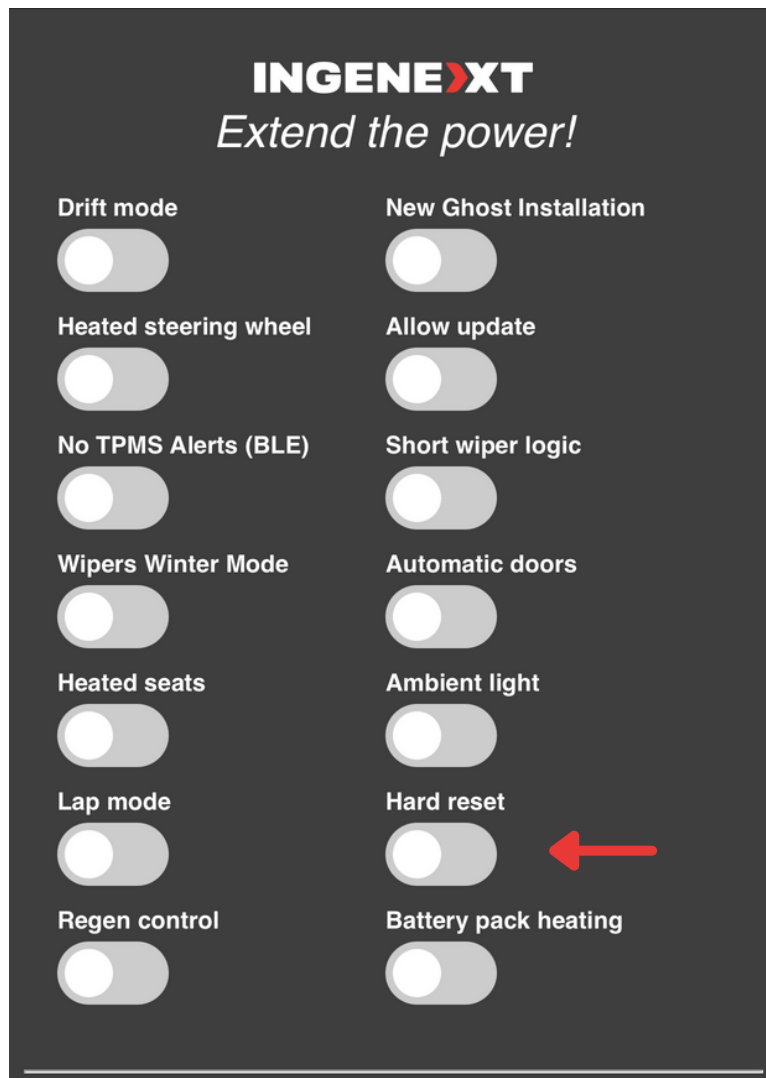 INGENEXT
Extend the power!
Drift mode
New Ghost Installation
Heated steering wheel
Allow update
No TPMS Alerts (BLE)
Short wiper logic
Wipers Winter Mode
Automatic doors
Heated seats
Ambient light
Lap mode
Hard reset
Regen control
Battery pack heating